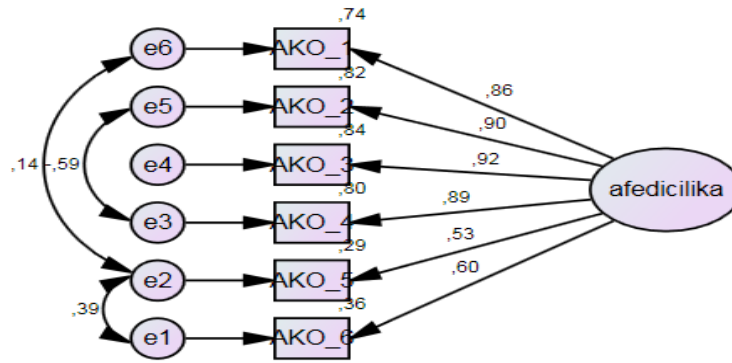 ,74
e6 AKO_1
,82
,86
e5 AKO_2
,90
,84
,14 -,59 e4 AKO_3 ,92
afedicilika
,80
,89
e3 AKO_4
,53
,29
e2 AKO_5
,60
,36
,39
e1 AKO_6